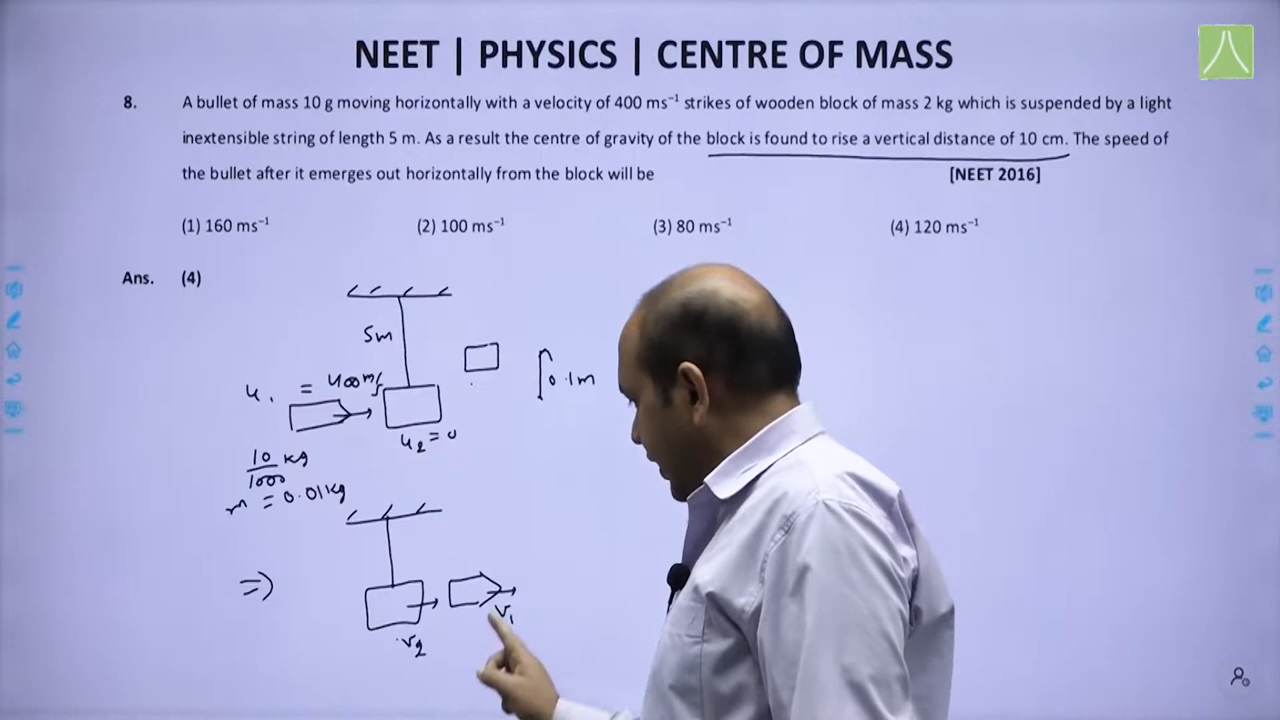 NEET | PHYSICS | CENTRE OF MASS
8. A bullet of mass 10 g moving horizontally with a velocity of 400 ms⁻¹ strikes of wooden block of mass 2 kg which is suspended by a light
inextensible string of length 5 m. As a result the centre of gravity of the block is found to rise a vertical distance of 10 cm. The speed of
the bullet after it emerges out horizontally from the block will be [NEET 2016]
(1) 160 ms⁻¹ (2) 100 ms⁻¹ (3) 80 ms⁻¹ (4) 120 ms⁻¹
Ans. (4)
5m
u₁ = 400m/s
0.1m
u₂=0
10/1000 kg
m = 0.01kg
=>
v₁
v₂